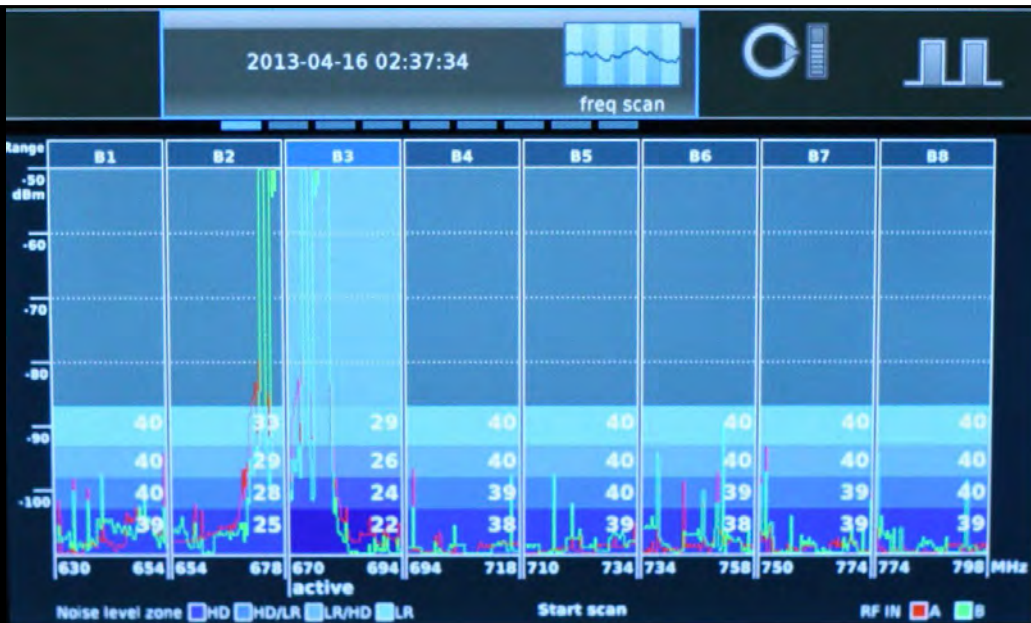 2013-04-16 02:37:34
freq scan
Range B1 B2 B3 B4 B5 B6 B7 B8
-50
dBm
-60
-70
-80
-90
-100
40 33 29 40 40 40 40 40
40 29 26 40 40 40 40 40
40 28 24 39 40 39 39 40
39 25 22 38 39 38 39 39
630 654 654 678 670 694 694 718 710 734 734 758 750 774 774 798 MHz
active
Noise level zone HD HD/LR LR/HD LR Start scan RF IN A B